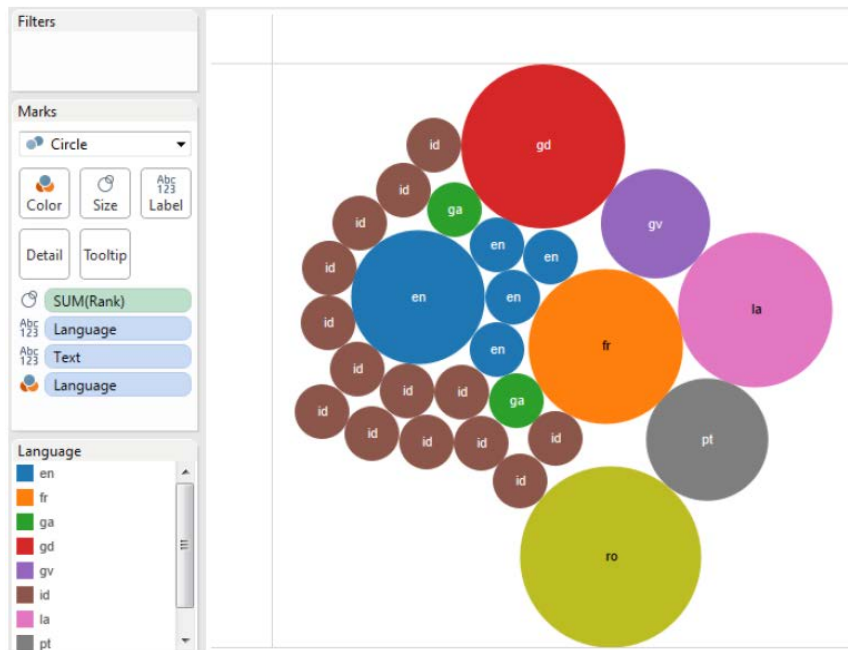 Filters
Marks
Circle
Color
Size
Abc
123
Label
Detail
Tooltip
SUM(Rank)
Abc
123
Language
Abc
123
Text
Language
Language
en
fr
ga
gd
gv
id
la
pt
gd
id
id
ga
id
gv
en
en
id
en
en
la
id
fr
en
id
id
id
ga
id
id
id
id
id
pt
id
ro